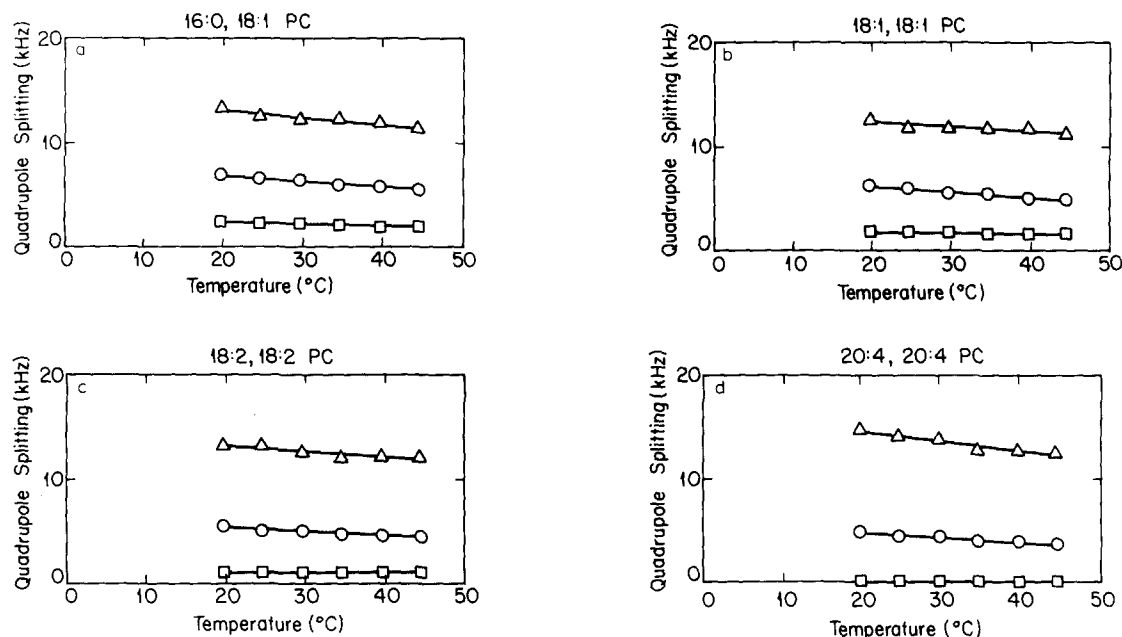 16:0, 18:1 PC
a
Quadrupole Splitting (kHz)
20
10
0
0 10 20 30 40 50
Temperature (°C)
18:1, 18:1 PC
b
Quadrupole Splitting (kHz)
20
10
0
0 10 20 30 40 50
Temperature (°C)
18:2, 18:2 PC
c
Quadrupole Splitting (kHz)
20
10
0
0 10 20 30 40 50
Temperature (°C)
20:4, 20:4 PC
d
Quadrupole Splitting (kHz)
20
10
0
0 10 20 30 40 50
Temperature (°C)